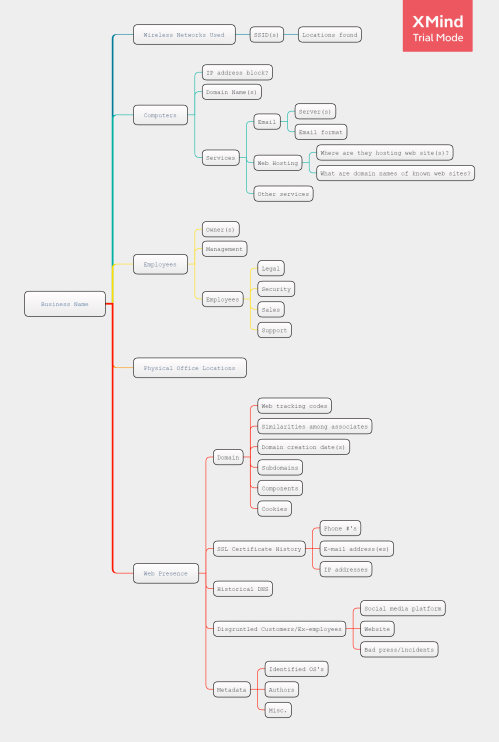 XMind
Trial Mode
Wireless Networks Used
SSID(s)
Locations found
IP address block?
Domain Name(s)
Computers
Server(s)
Email
Email format
Services
Where are they hosting web site(s)?
Web Hosting
What are domain names of known web sites?
Other services
Owner(s)
Management
Employees
Legal
Security
Employees
Sales
Support
Business Name
Physical Office Locations
Web tracking codes
Similarities among associates
Domain creation date(s)
Domain
Subdomains
Components
Cookies
Phone #'s
SSL Certificate History
E-mail address(es)
IP addresses
Web Presence
Historical DNS
Social media platform
Disgruntled Customers/Ex-employees
Website
Bad press/incidents
Identified OS's
Metadata
Authors
Misc.